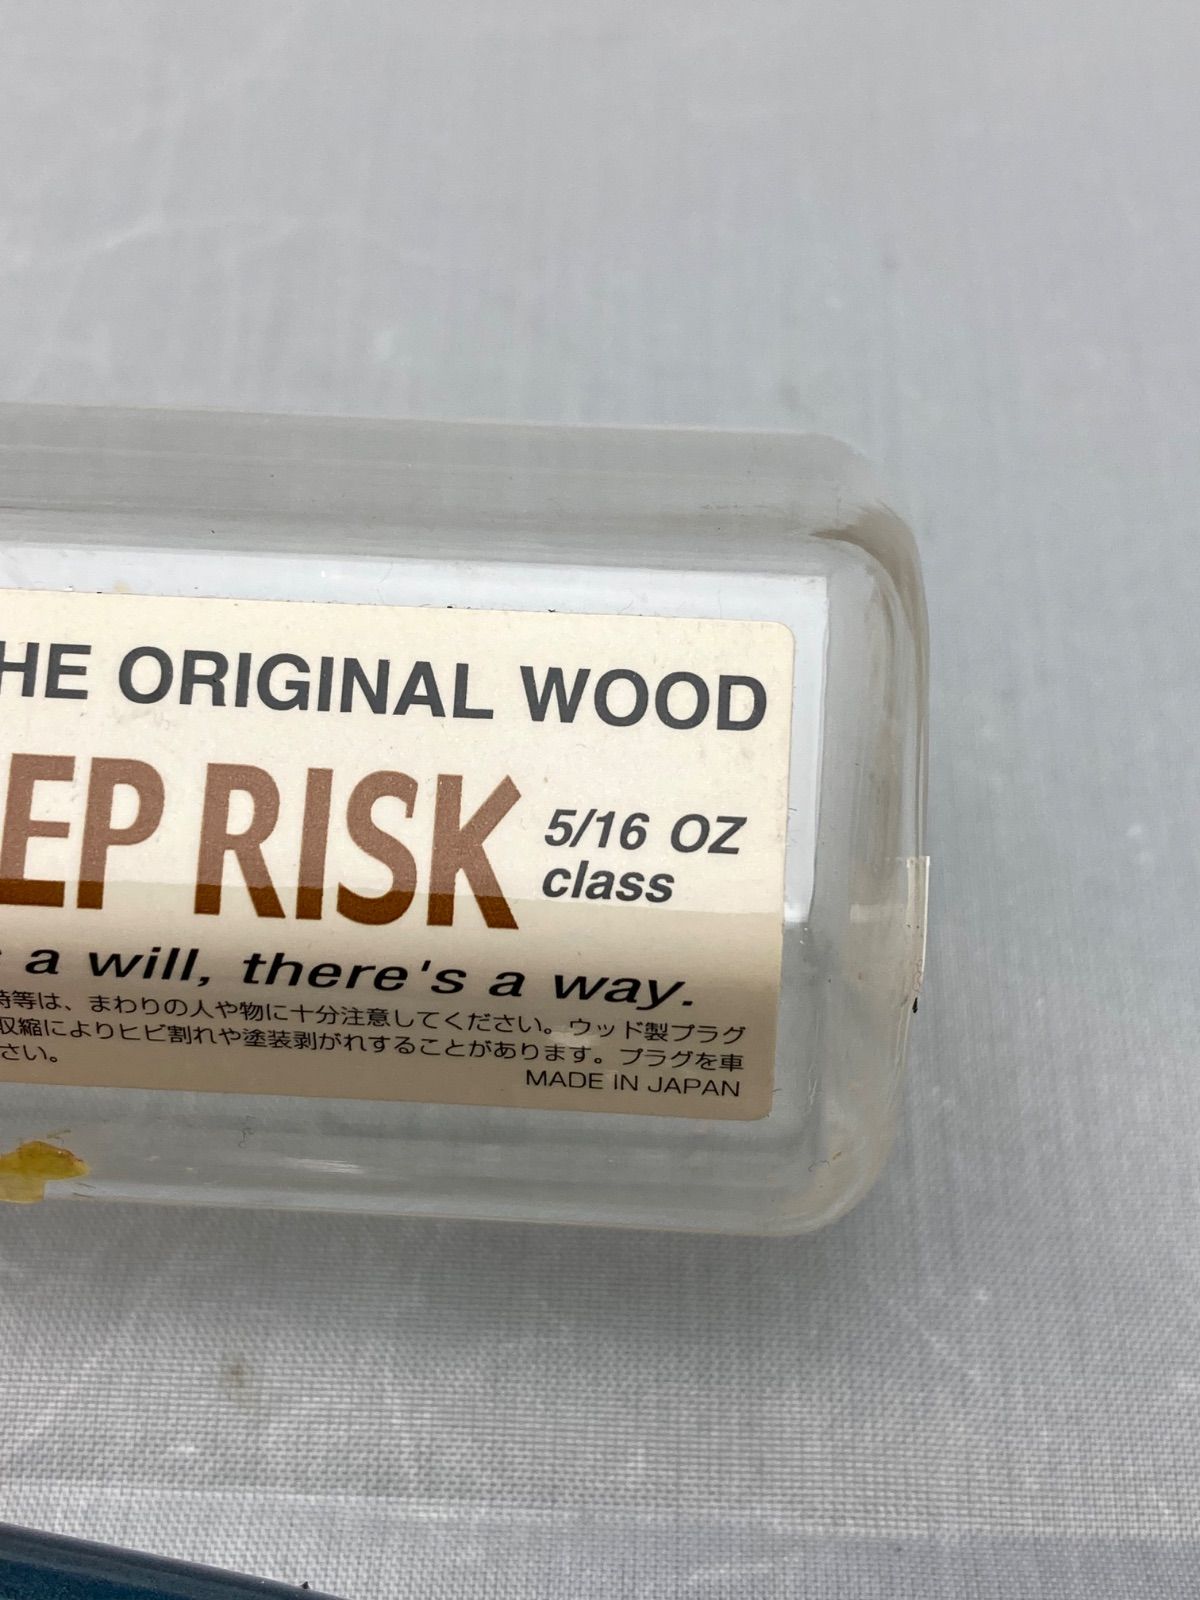 HE ORIGINAL WOOD
EP RISK
5/16 OZ
class
a will, there's a way.
時等は、まわりの人や物に十分注意してください。ウッド製プラグ
収縮によりヒビ割れや塗装剥がれすることがあります。プラグを車
さい。
MADE IN JAPAN